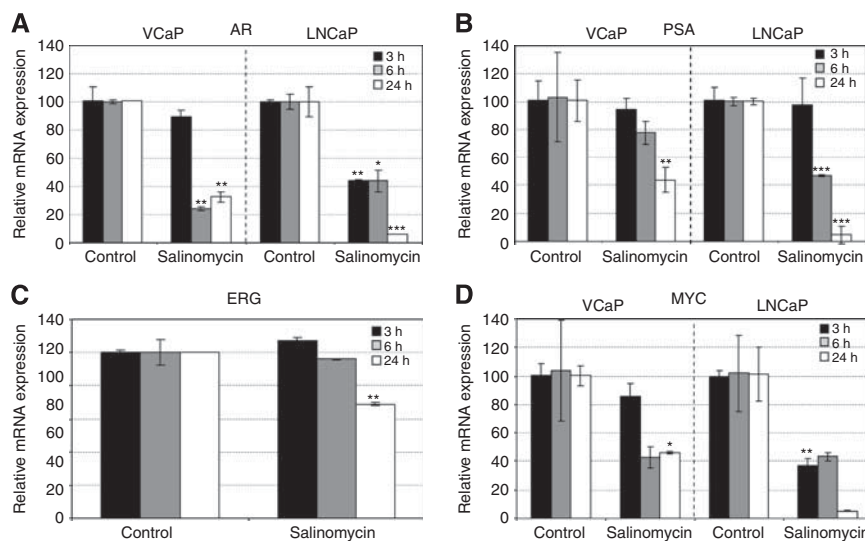 A
VCaP AR LNCaP
3 h
6 h
24 h
Relative mRNA expression
140
120
100
80
60
40
20
0
** ** ** * ***
Control Salinomycin Control Salinomycin
B
VCaP PSA LNCaP
3 h
6 h
24 h
Relative mRNA expression
140
120
100
80
60
40
20
0
** *** ***
Control Salinomycin Control Salinomycin
C
ERG
3 h
6 h
24 h
Relative mRNA expression
120
120
80
80
60
40
20
0
**
Control Salinomycin
D
VCaP MYC LNCaP
3 h
6 h
24 h
Relative mRNA expression
140
120
100
80
60
40
20
0
* **
Control Salinomycin Control Salinomycin